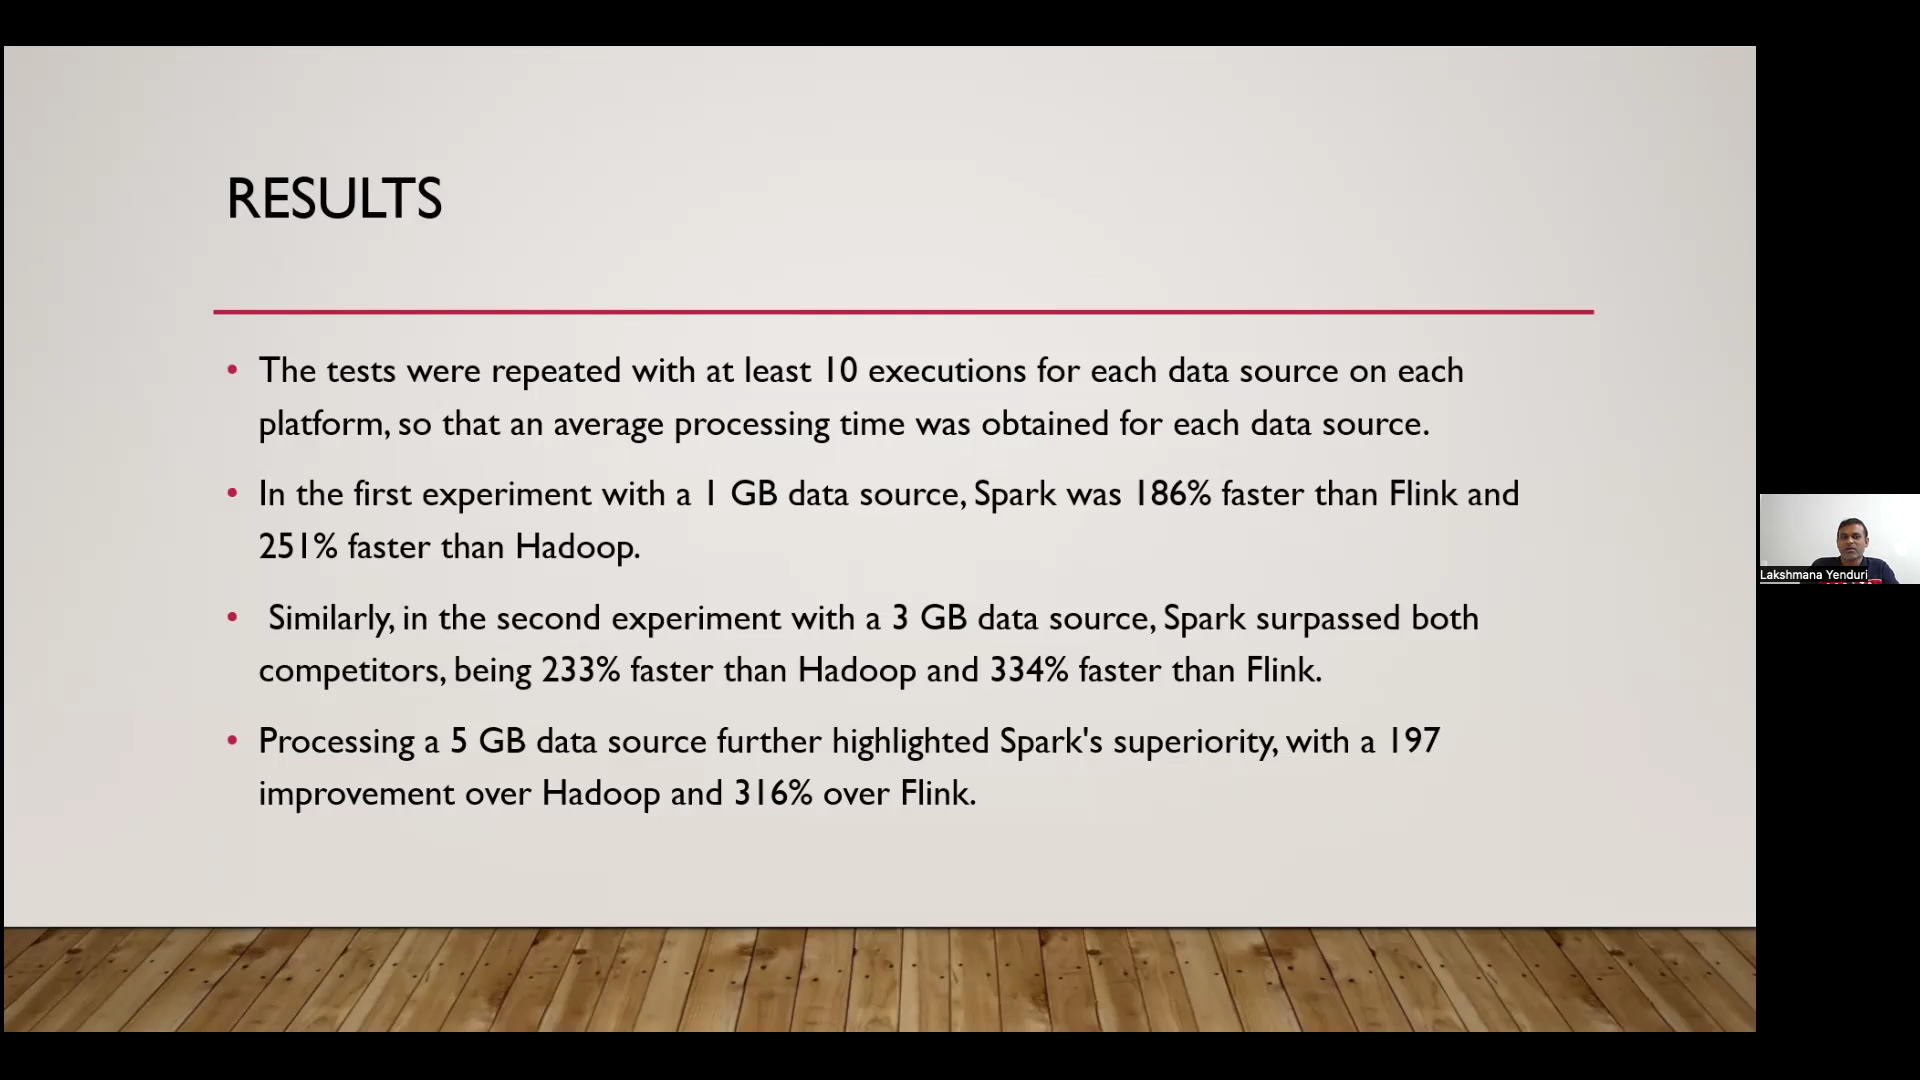 RESULTS
• The tests were repeated with at least 10 executions for each data source on each
platform, so that an average processing time was obtained for each data source.
• In the first experiment with a 1 GB data source, Spark was 186% faster than Flink and
251% faster than Hadoop.
• Similarly, in the second experiment with a 3 GB data source, Spark surpassed both
competitors, being 233% faster than Hadoop and 334% faster than Flink.
• Processing a 5 GB data source further highlighted Spark's superiority, with a 197
improvement over Hadoop and 316% over Flink.
Lakshmana Yenduri